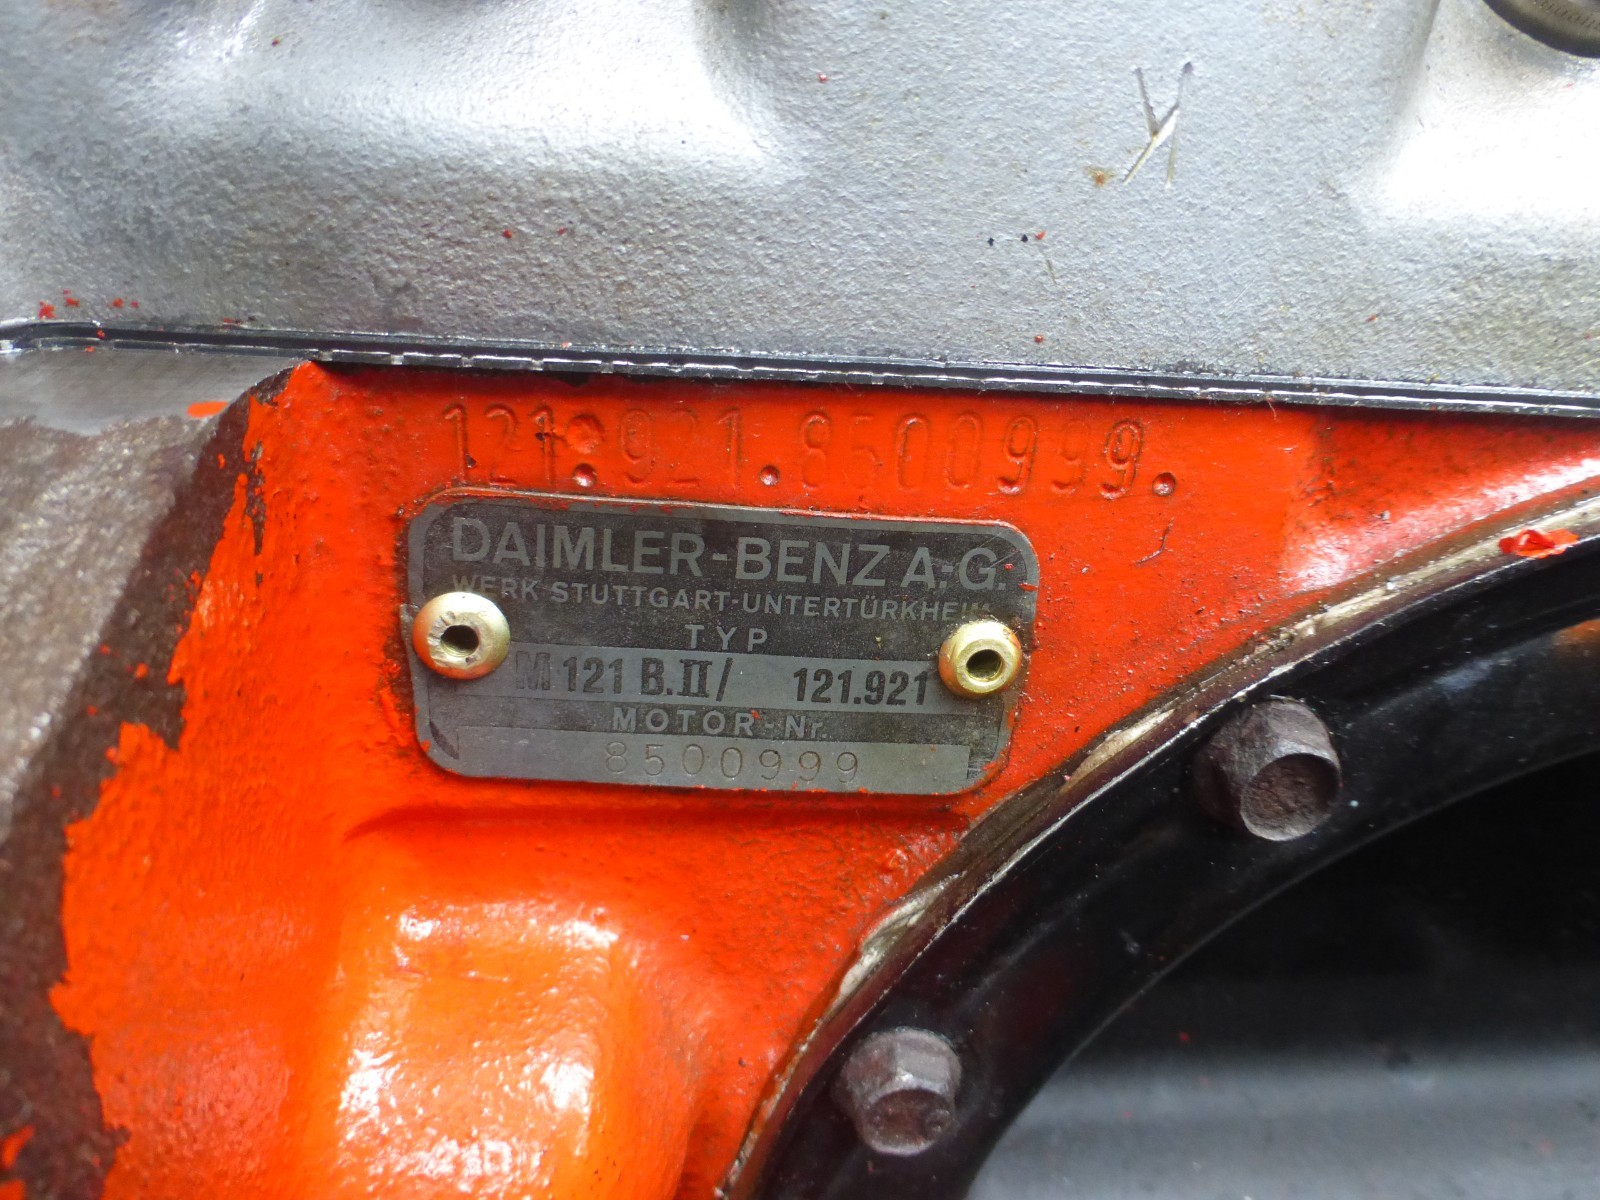 121.921.8500999.
DAIMLER-BENZ A.-G.
WERK STUTTGART-UNTERTÜRKHEIM
TYP
M 121 B.II/ 121.921
MOTOR-Nr.
8500999